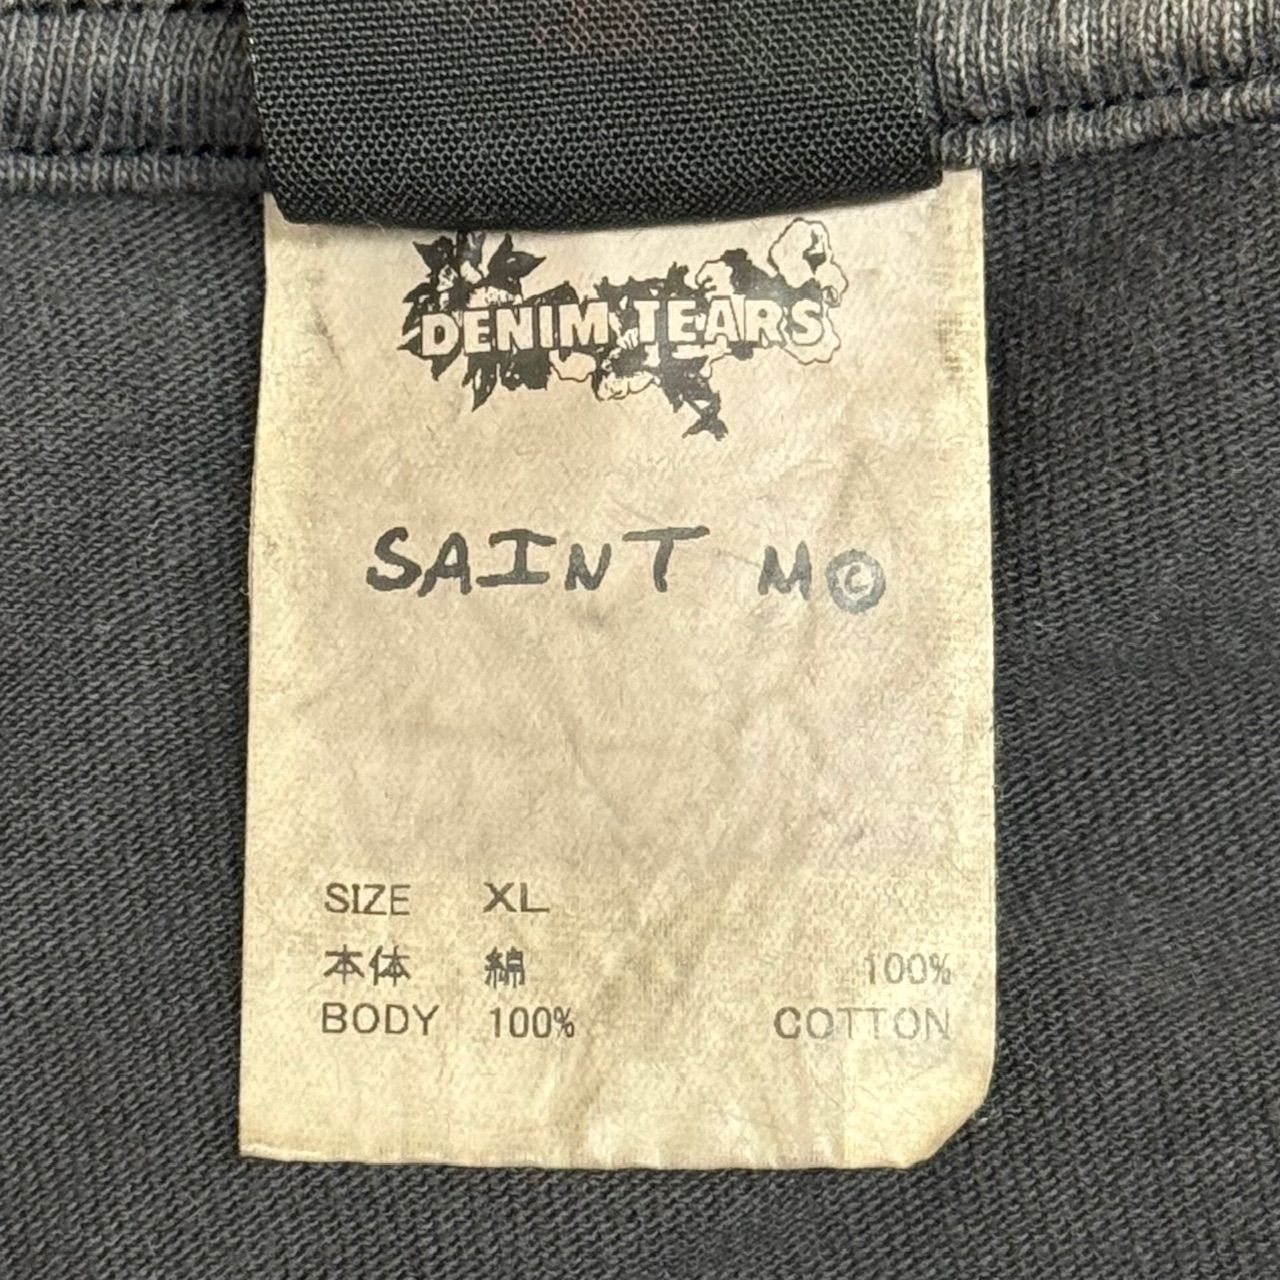 DENIM TEARS
SAINT M©
SIZE XL
本体 綿 100%
BODY 100% COTTON